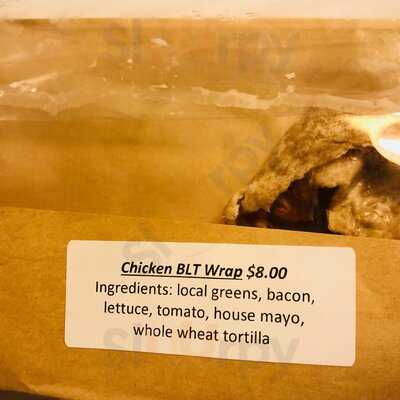 Chicken BLT Wrap $8.00
Ingredients: local greens, bacon,
lettuce, tomato, house mayo,
whole wheat tortilla